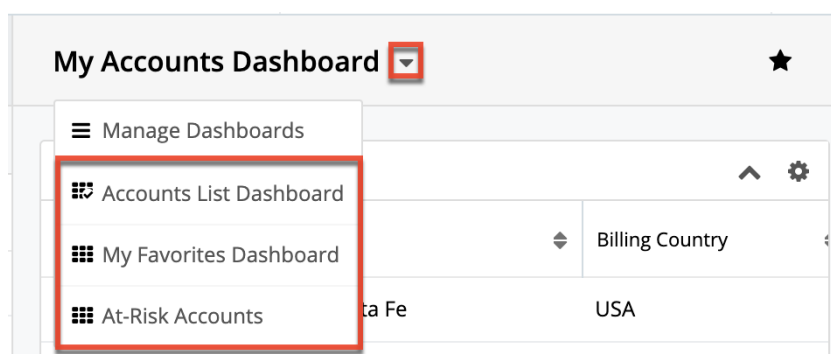 My Accounts Dashboard
Manage Dashboards
Accounts List Dashboard
My Favorites Dashboard
Billing Country
At-Risk Accounts
ta Fe
USA